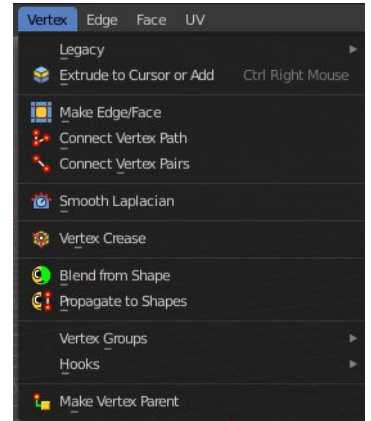 Vertex Edge Face UV
Legacy
Extrude to Cursor or Add Ctrl Right Mouse
Make Edge/Face
Connect Vertex Path
Connect Vertex Pairs
Smooth Laplacian
Vertex Crease
Blend from Shape
Propagate to Shapes
Vertex Groups
Hooks
Make Vertex Parent